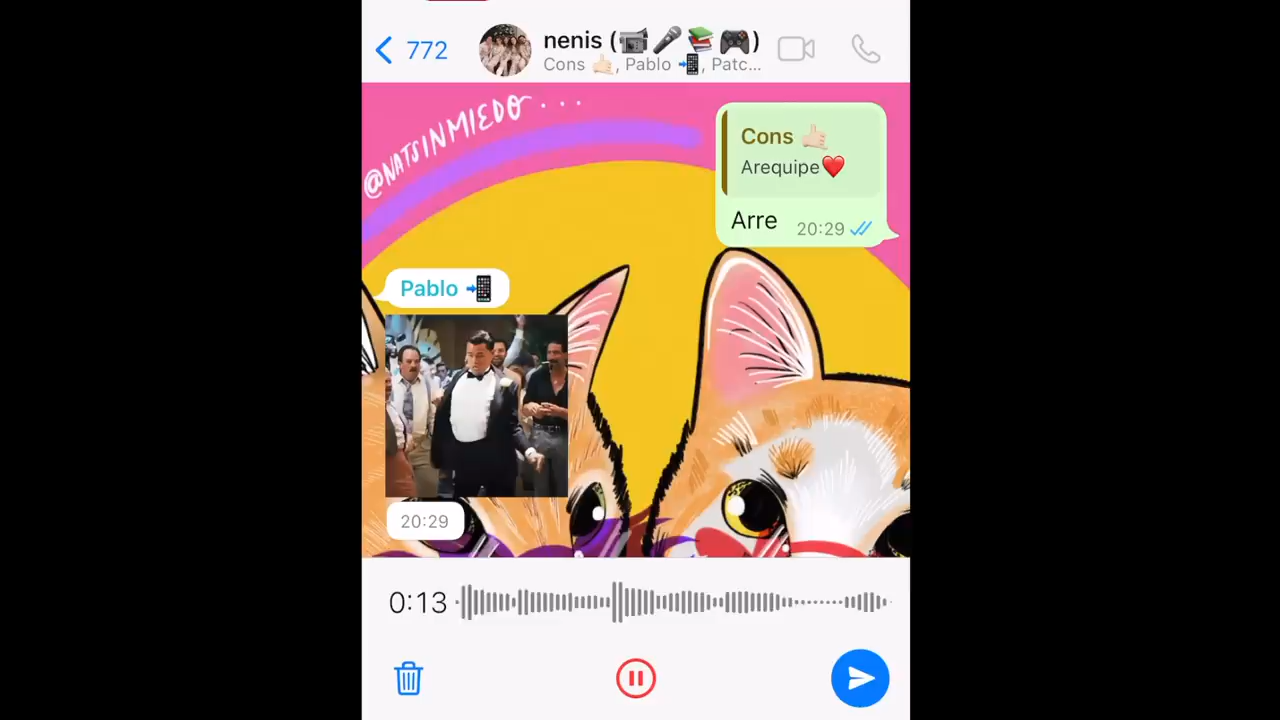 772
nenis (🎥🎤📚🎮)
Cons 🤙🏻, Pablo 📲, Patc...
@NATSINMIEDO...
Cons 🤙🏻
Arequipe❤️
Arre
20:29
Pablo 📲
20:29
0:13